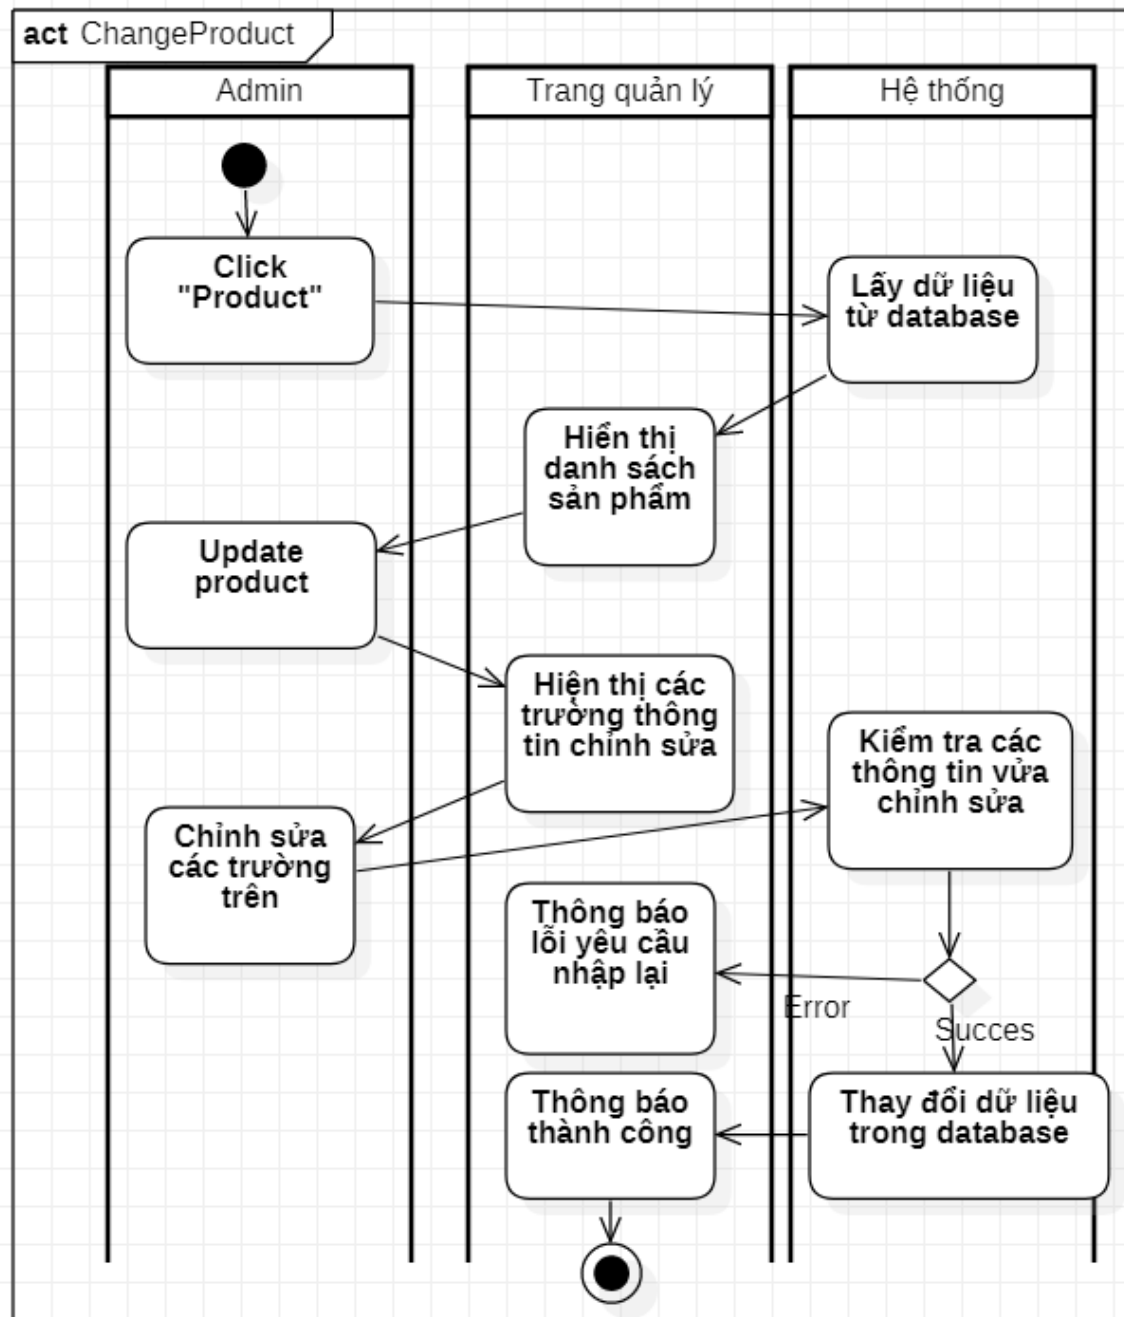 act ChangeProduct
Admin
Trang quản lý
Hệ thống
Click
"Product"
Lấy dữ liệu
từ database
Hiển thị
danh sách
sản phẩm
Update
product
Hiện thị các
trường thông
tin chỉnh sửa
Kiểm tra các
thông tin vửa
chỉnh sửa
Chỉnh sửa
các trường
trên
Thông báo
lỗi yêu cầu
nhập lại
Error
Succes
Thông báo
thành công
Thay đổi dữ liệu
trong database